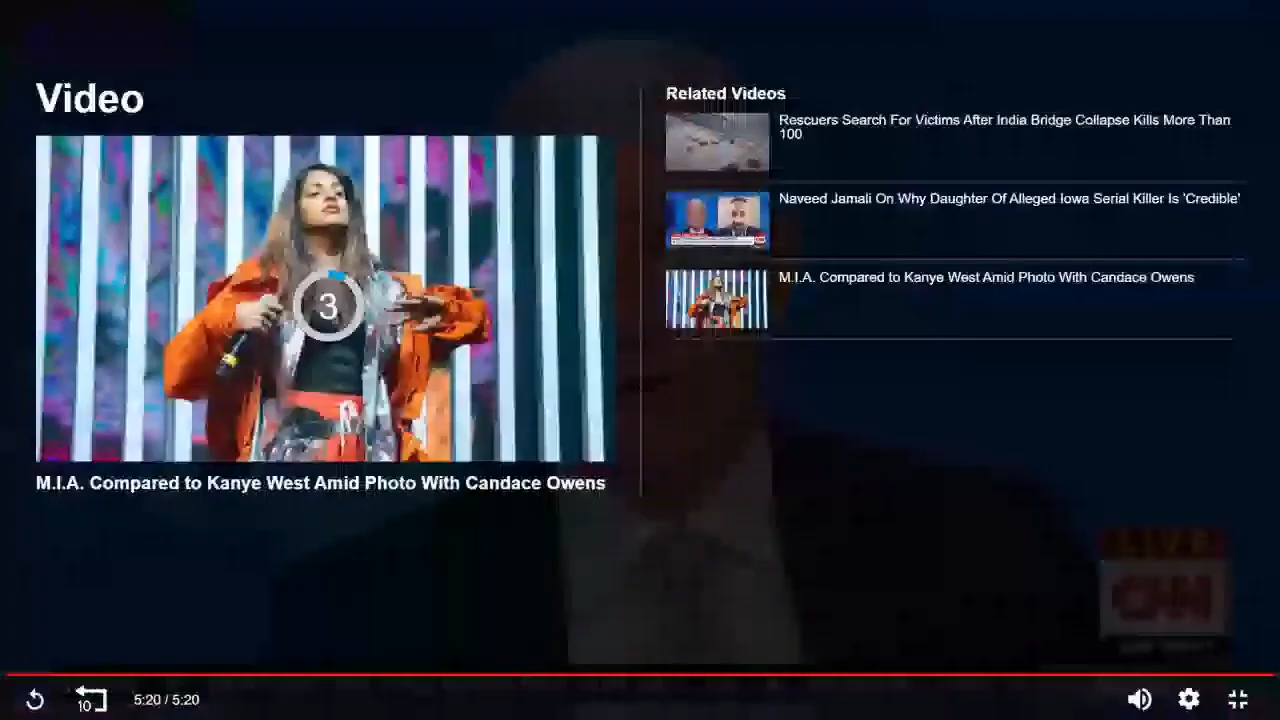 Video
3
M.I.A. Compared to Kanye West Amid Photo With Candace Owens
Related Videos
Rescuers Search For Victims After India Bridge Collapse Kills More Than
100
Naveed Jamali On Why Daughter Of Alleged Iowa Serial Killer Is 'Credible'
M.I.A. Compared to Kanye West Amid Photo With Candace Owens
LIVE
CNN
10
5:20 / 5:20